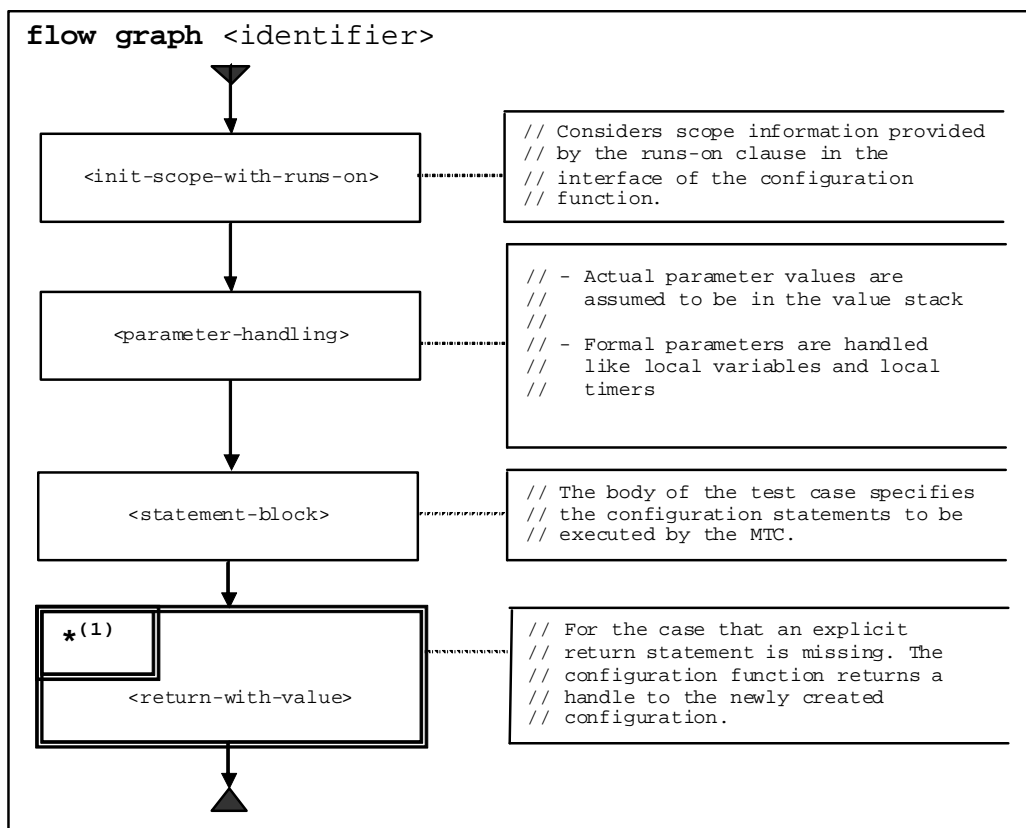 flow graph <identifier>
<init-scope-with-runs-on>
// Considers scope information provided
// by the runs-on clause in the
// interface of the configuration
// function.
<parameter-handling>
// - Actual parameter values are
// assumed to be in the value stack
//
// - Formal parameters are handled
// like local variables and local
// timers
<statement-block>
// The body of the test case specifies
// the configuration statements to be
// executed by the MTC.
*(1)
<return-with-value>
// For the case that an explicit
// return statement is missing. The
// configuration function returns a
// handle to the newly created
// configuration.